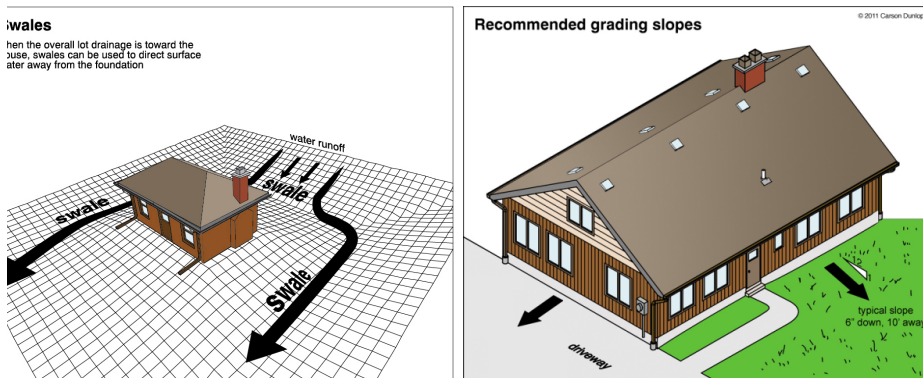 Swales
hen the overall lot drainage is toward the
ouse, swales can be used to direct surface
ater away from the foundation
water runoff
swale
swale
Swale
Recommended grading slopes
© 2011 Carson Dunlop
driveway
12
1
typical slope
6" down, 10' away